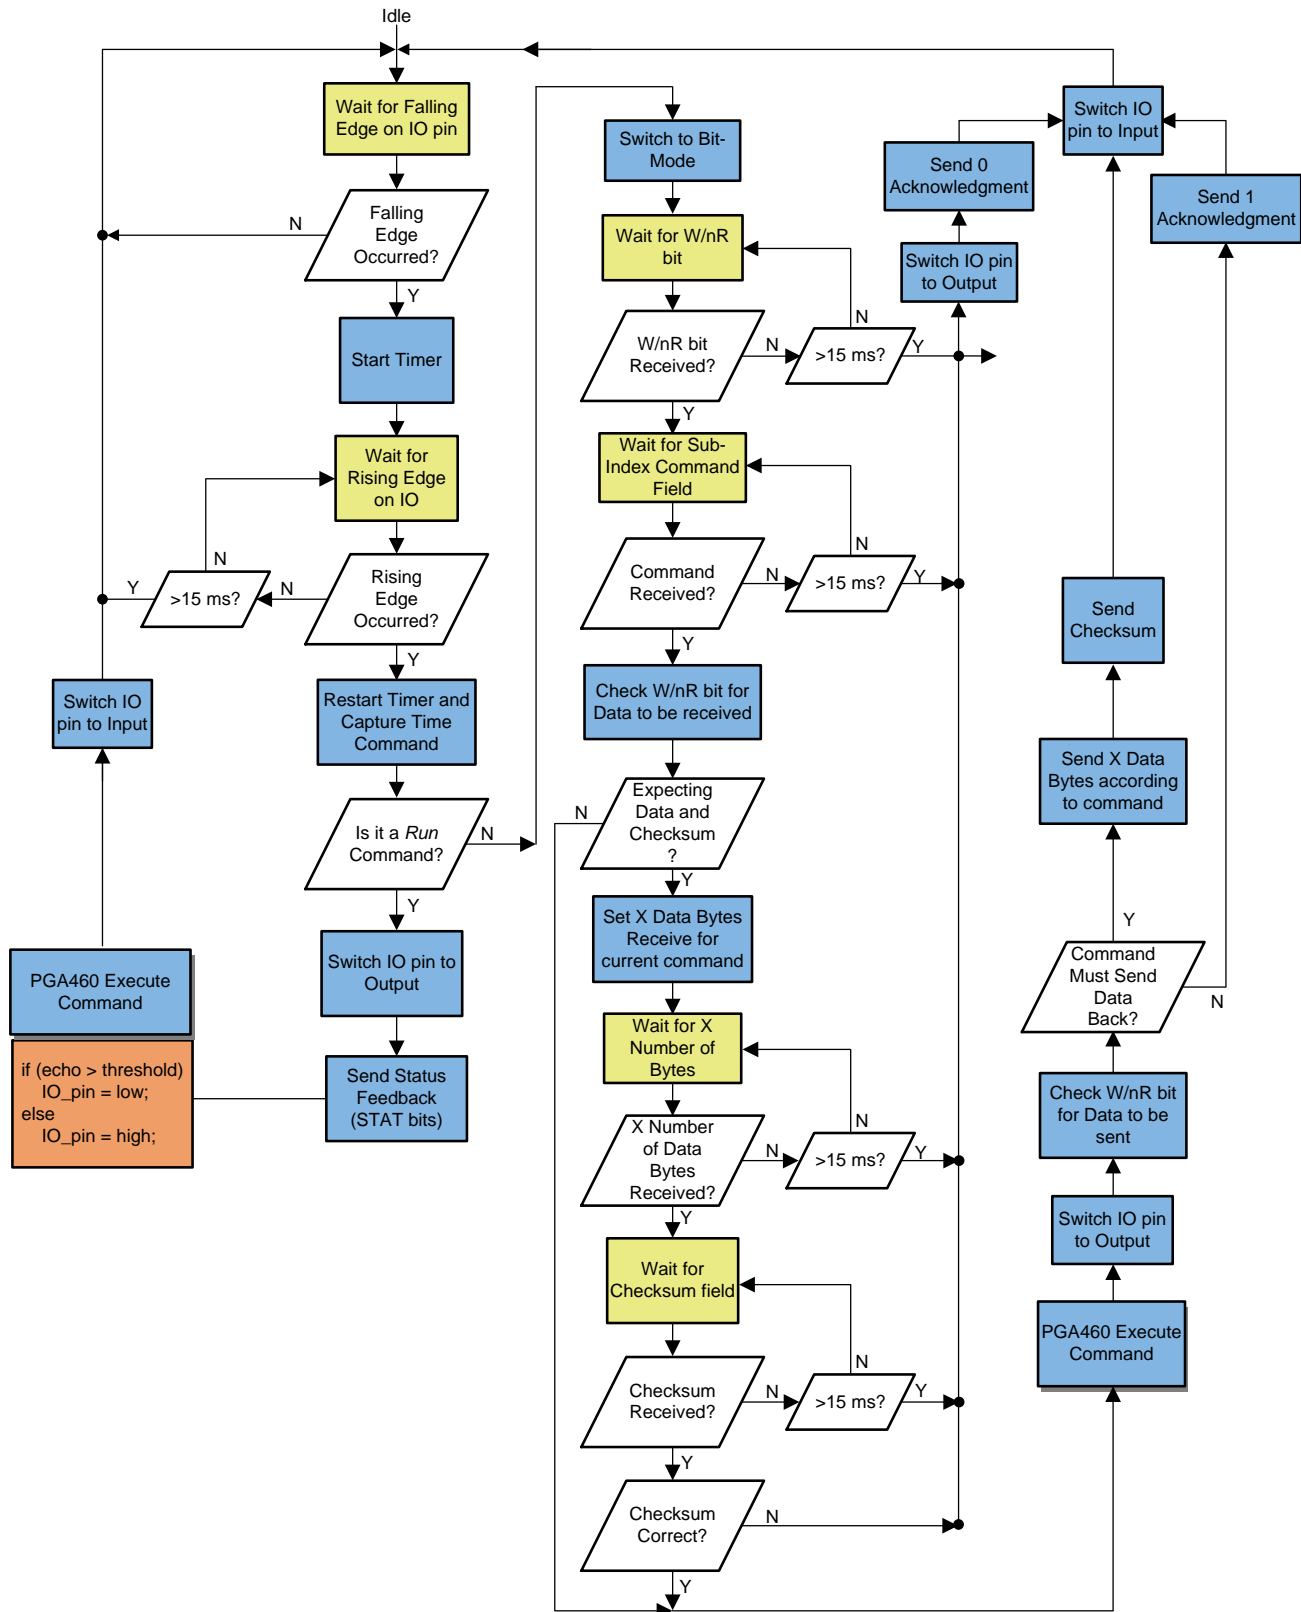 Idle
Wait for Falling
Edge on IO pin
Falling
Edge
Occurred?
N
Y
Start Timer
Wait for
Rising Edge
on IO
Rising
Edge
Occurred?
N
>15 ms?
N
Y
Y
Restart Timer and
Capture Time
Command
Is it a Run
Command?
N
Y
Switch IO pin to
Output
Send Status
Feedback
(STAT bits)
if (echo > threshold)
IO_pin = low;
else
IO_pin = high;
PGA460 Execute
Command
Switch IO
pin to Input
Switch to Bit-
Mode
Wait for W/nR
bit
W/nR bit
Received?
N
>15 ms?
N
Y
Y
Wait for Sub-
Index Command
Field
Command
Received?
N
>15 ms?
N
Y
Y
Check W/nR bit for
Data to be received
Expecting
Data and
Checksum
?
N
Y
Set X Data Bytes
Receive for
current command
Wait for X
Number of
Bytes
X Number
of Data
Bytes
Received?
N
>15 ms?
N
Y
Y
Wait for
Checksum field
Checksum
Received?
N
>15 ms?
N
Y
Y
Checksum
Correct?
N
Y
Switch IO pin
to Output
Send 0
Acknowledgment
Switch IO
pin to Input
Send 1
Acknowledgment
Send
Checksum
Send X Data
Bytes according
to command
Y
Command
Must Send
Data
Back?
N
Check W/nR bit
for Data to be
sent
Switch IO pin
to Output
PGA460 Execute
Command